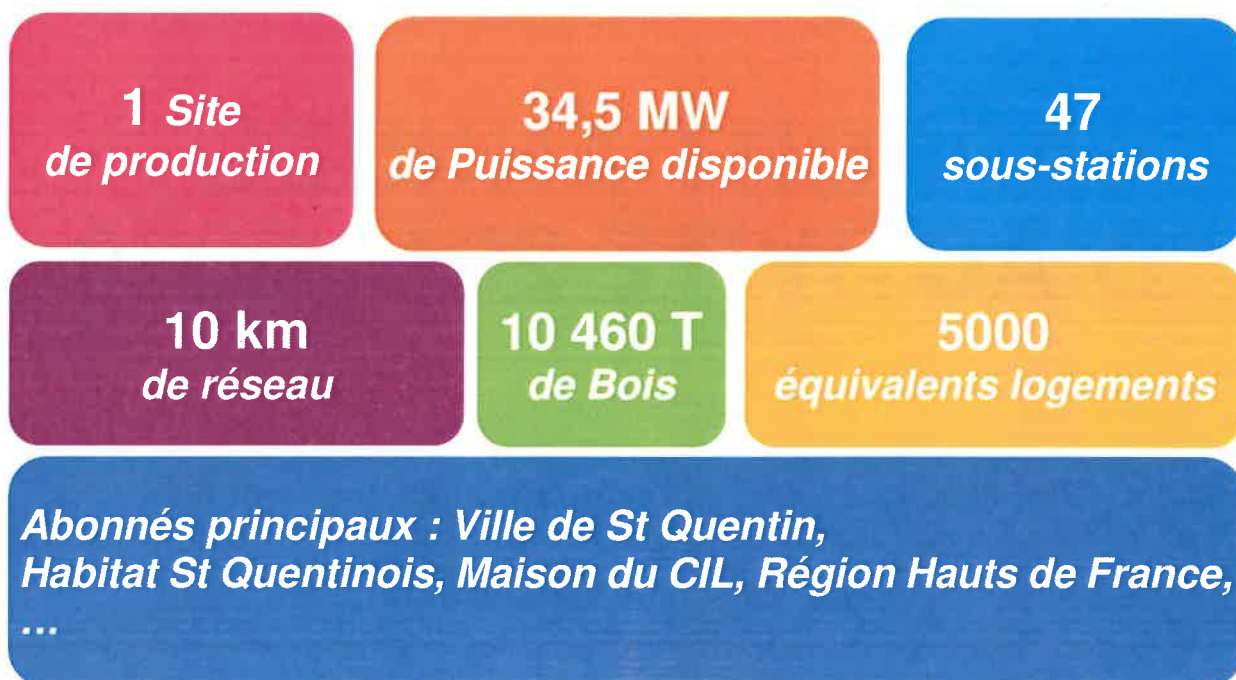 1 Site
de production
34,5 MW
de Puissance disponible
47
sous-stations
10 km
de réseau
10 460 T
de Bois
5000
équivalents logements
Abonnés principaux : Ville de St Quentin,
Habitat St Quentinois, Maison du CIL, Région Hauts de France,
...